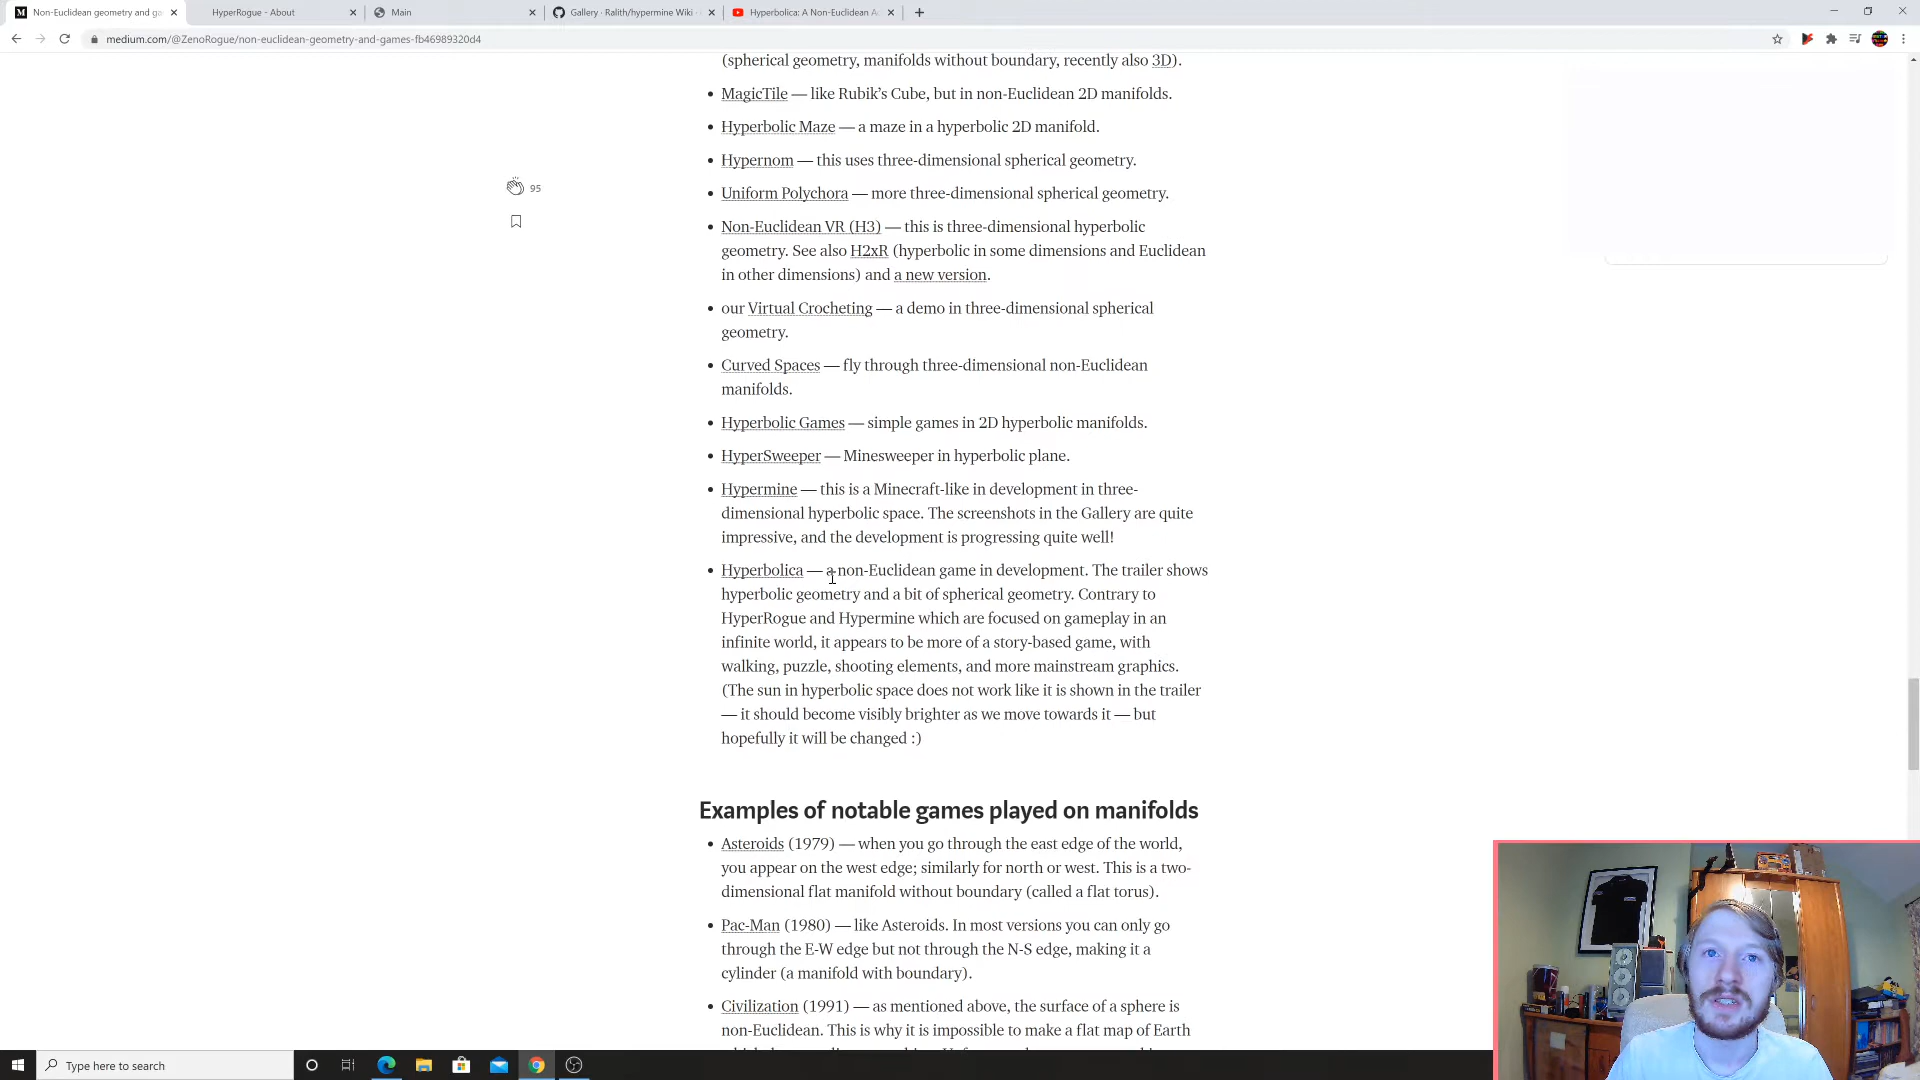 Non-Euclidean geometry and ga
HyperRogue - About
Main
Gallery · Ralith/hypermine Wiki ·
Hyperbolica: A Non-Euclidean A
medium.com/@ZenoRogue/non-euclidean-geometry-and-games-fb46989320d4
(spherical geometry, manifolds without boundary, recently also 3D).
• MagicTile — like Rubik’s Cube, but in non-Euclidean 2D manifolds.
• Hyperbolic Maze — a maze in a hyperbolic 2D manifold.
• Hypernom — this uses three-dimensional spherical geometry.
95
• Uniform Polychora — more three-dimensional spherical geometry.
• Non-Euclidean VR (H3) — this is three-dimensional hyperbolic
geometry. See also H2xR (hyperbolic in some dimensions and Euclidean
in other dimensions) and a new version.
• our Virtual Crocheting — a demo in three-dimensional spherical
geometry.
• Curved Spaces — fly through three-dimensional non-Euclidean
manifolds.
• Hyperbolic Games — simple games in 2D hyperbolic manifolds.
• HyperSweeper — Minesweeper in hyperbolic plane.
• Hypermine — this is a Minecraft-like in development in three-
dimensional hyperbolic space. The screenshots in the Gallery are quite
impressive, and the development is progressing quite well!
• Hyperbolica — a non-Euclidean game in development. The trailer shows
hyperbolic geometry and a bit of spherical geometry. Contrary to
HyperRogue and Hypermine which are focused on gameplay in an
infinite world, it appears to be more of a story-based game, with
walking, puzzle, shooting elements, and more mainstream graphics.
(The sun in hyperbolic space does not work like it is shown in the trailer
— it should become visibly brighter as we move towards it — but
hopefully it will be changed :)
Examples of notable games played on manifolds
• Asteroids (1979) — when you go through the east edge of the world,
you appear on the west edge; similarly for north or west. This is a two-
dimensional flat manifold without boundary (called a flat torus).
• Pac-Man (1980) — like Asteroids. In most versions you can only go
through the E-W edge but not through the N-S edge, making it a
cylinder (a manifold with boundary).
• Civilization (1991) — as mentioned above, the surface of a sphere is
non-Euclidean. This is why it is impossible to make a flat map of Earth
Type here to search